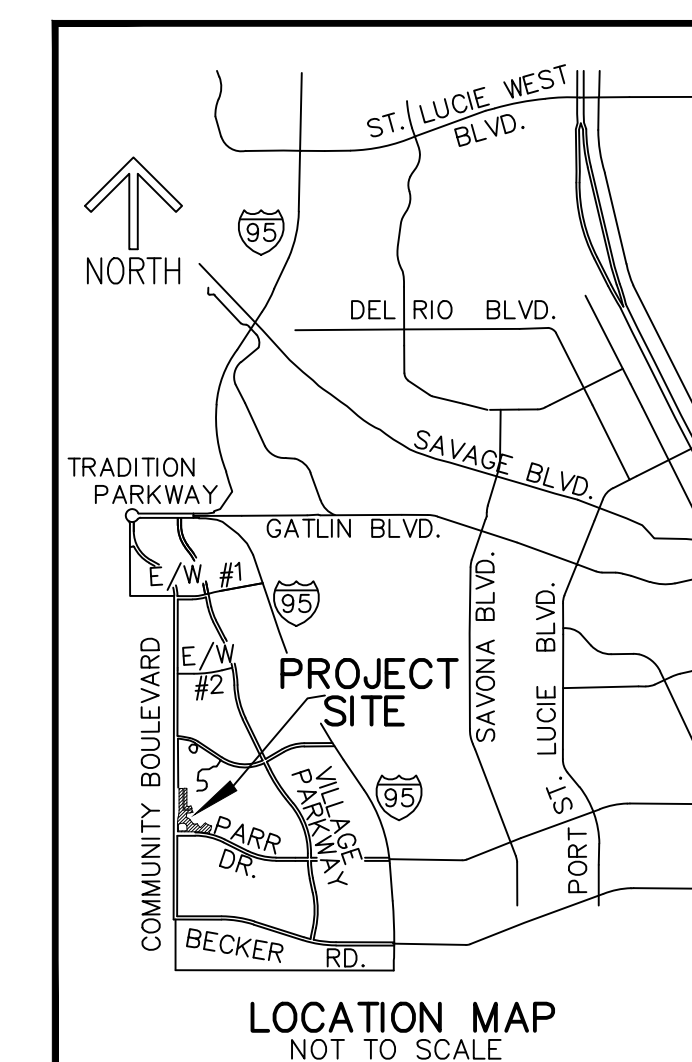 ST. LUCIE WEST
BLVD.
95
NORTH
DEL RIO BLVD.
SAVAGE BLVD.
TRADITION
PARKWAY
GATLIN BLVD.
E/W #1
95
SAVONA BLVD.
PORT ST. LUCIE BLVD.
COMMUNITY BOULEVARD
E/W
#2
PROJECT
SITE
VILLAGE
PARKWAY
95
PARR
DR.
BECKER RD.
LOCATION MAP
NOT TO SCALE